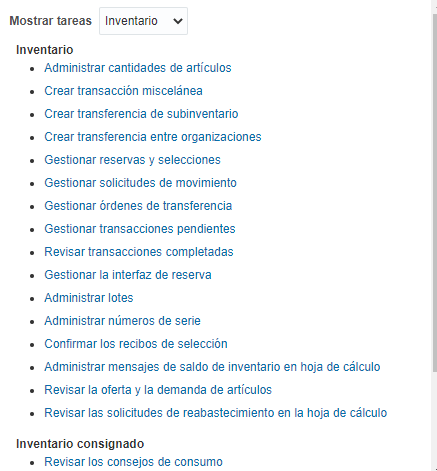 Mostrar tareas Inventario
Inventario
Administrar cantidades de artículos
Crear transacción miscelánea
Crear transferencia de subinventario
Crear transferencia entre organizaciones
Gestionar reservas y selecciones
Gestionar solicitudes de movimiento
Gestionar órdenes de transferencia
Gestionar transacciones pendientes
Revisar transacciones completadas
Gestionar la interfaz de reserva
Administrar lotes
Administrar números de serie
Confirmar los recibos de selección
Administrar mensajes de saldo de inventario en hoja de cálculo
Revisar la oferta y la demanda de artículos
Revisar las solicitudes de reabastecimiento en la hoja de cálculo
Inventario consignado
Revisar los consejos de consumo